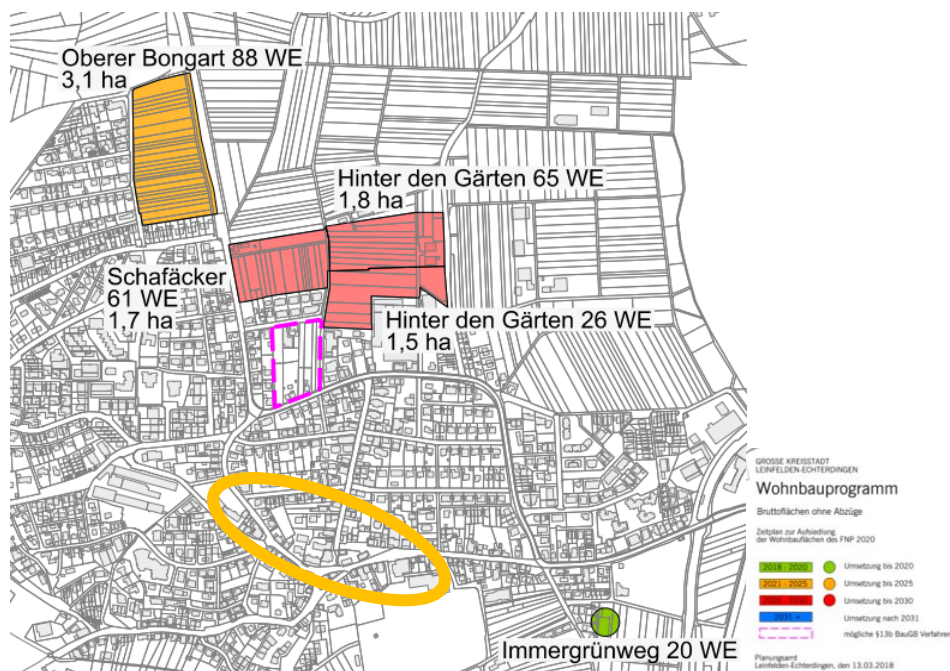 Oberer Bongart 88 WE
3,1 ha
Hinter den Gärten 65 WE
1,8 ha
Schafäcker
61 WE
1,7 ha
Hinter den Gärten 26 WE
1,5 ha
Immergrünweg 20 WE
GROSSE KREISSTADT
LEINFELDEN-ECHTERDINGEN
Wohnbauprogramm
Bruttoflächen ohne Abzüge
Zeitplan zur Aufsiedlung
der Wohnbauflächen des FNP 2020
2018 - 2020 Umsetzung bis 2020
2021 - 2025 Umsetzung bis 2025
2026 - 2030 Umsetzung bis 2030
2031 + Umsetzung nach 2031
mögliche §13b BauGB Verfahren
Planungsamt
Leinfelden-Echterdingen, den 13.03.2018